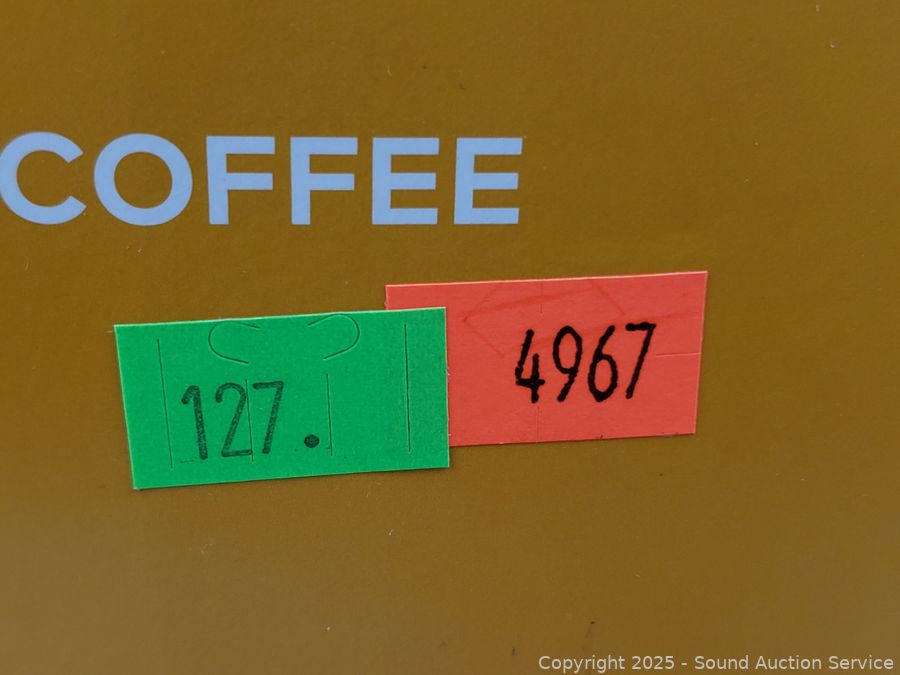 COFFEE
127.
4967
Copyright 2025 - Sound Auction Service